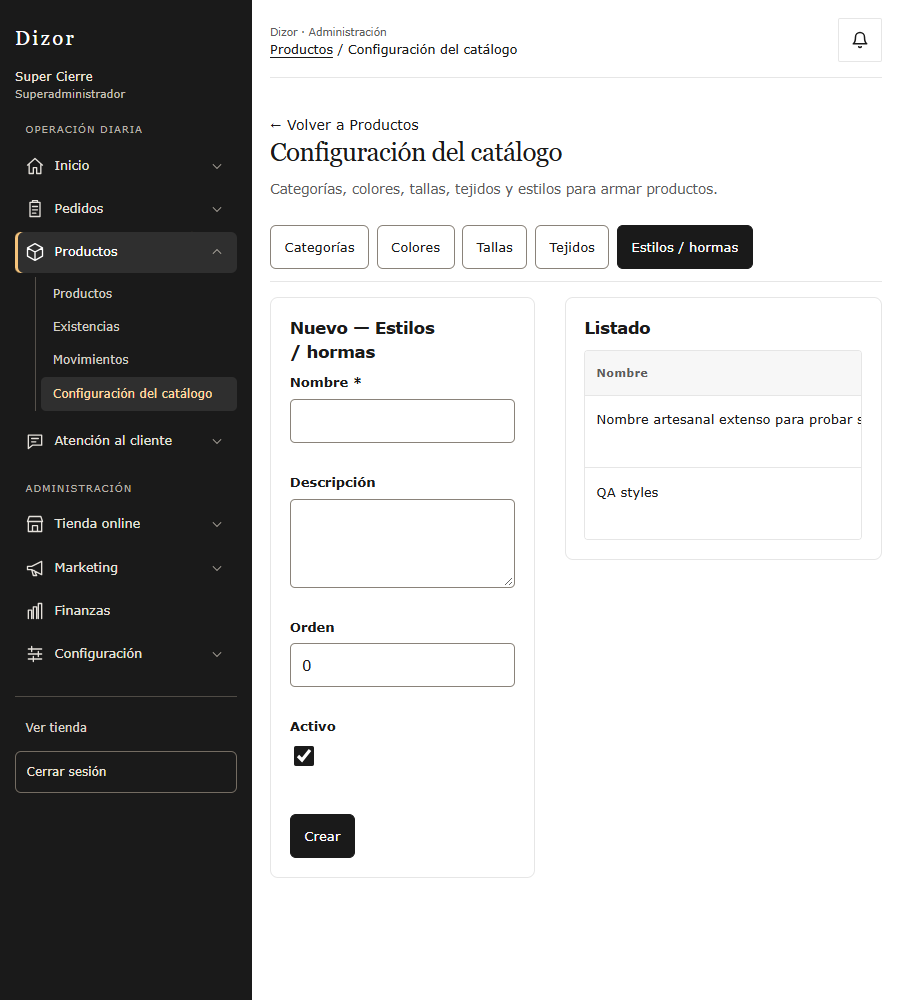 Dizor
Super Cierre
Superadministrador
OPERACIÓN DIARIA
Inicio
Pedidos
Productos
Productos
Existencias
Movimientos
Configuración del catálogo
Atención al cliente
ADMINISTRACIÓN
Tienda online
Marketing
Finanzas
Configuración
Ver tienda
Cerrar sesión
Dizor · Administración
Productos / Configuración del catálogo
← Volver a Productos
Configuración del catálogo
Categorías, colores, tallas, tejidos y estilos para armar productos.
Categorías
Colores
Tallas
Tejidos
Estilos / hormas
Nuevo — Estilos
/ hormas
Nombre *
Descripción
Orden
0
Activo
Crear
Listado
Nombre
Nombre artesanal extenso para probar
QA styles